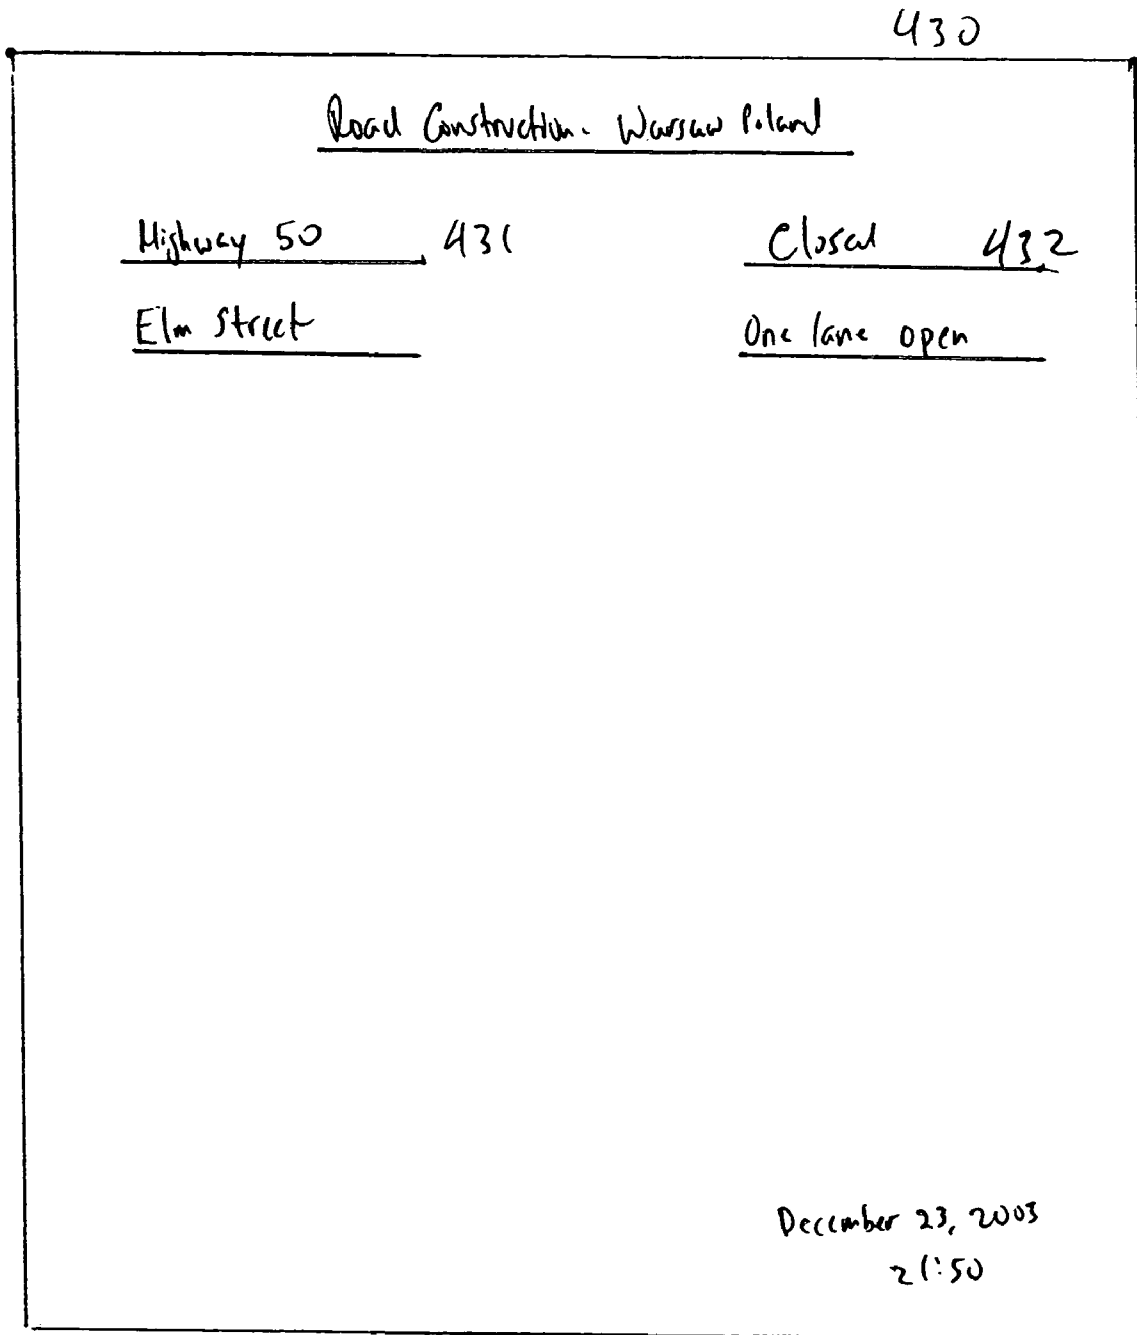 430
Road Construction - Warsaw Poland
Highway 50 431 Closed 432
Elm Street One lane open
December 23, 2003
21:50